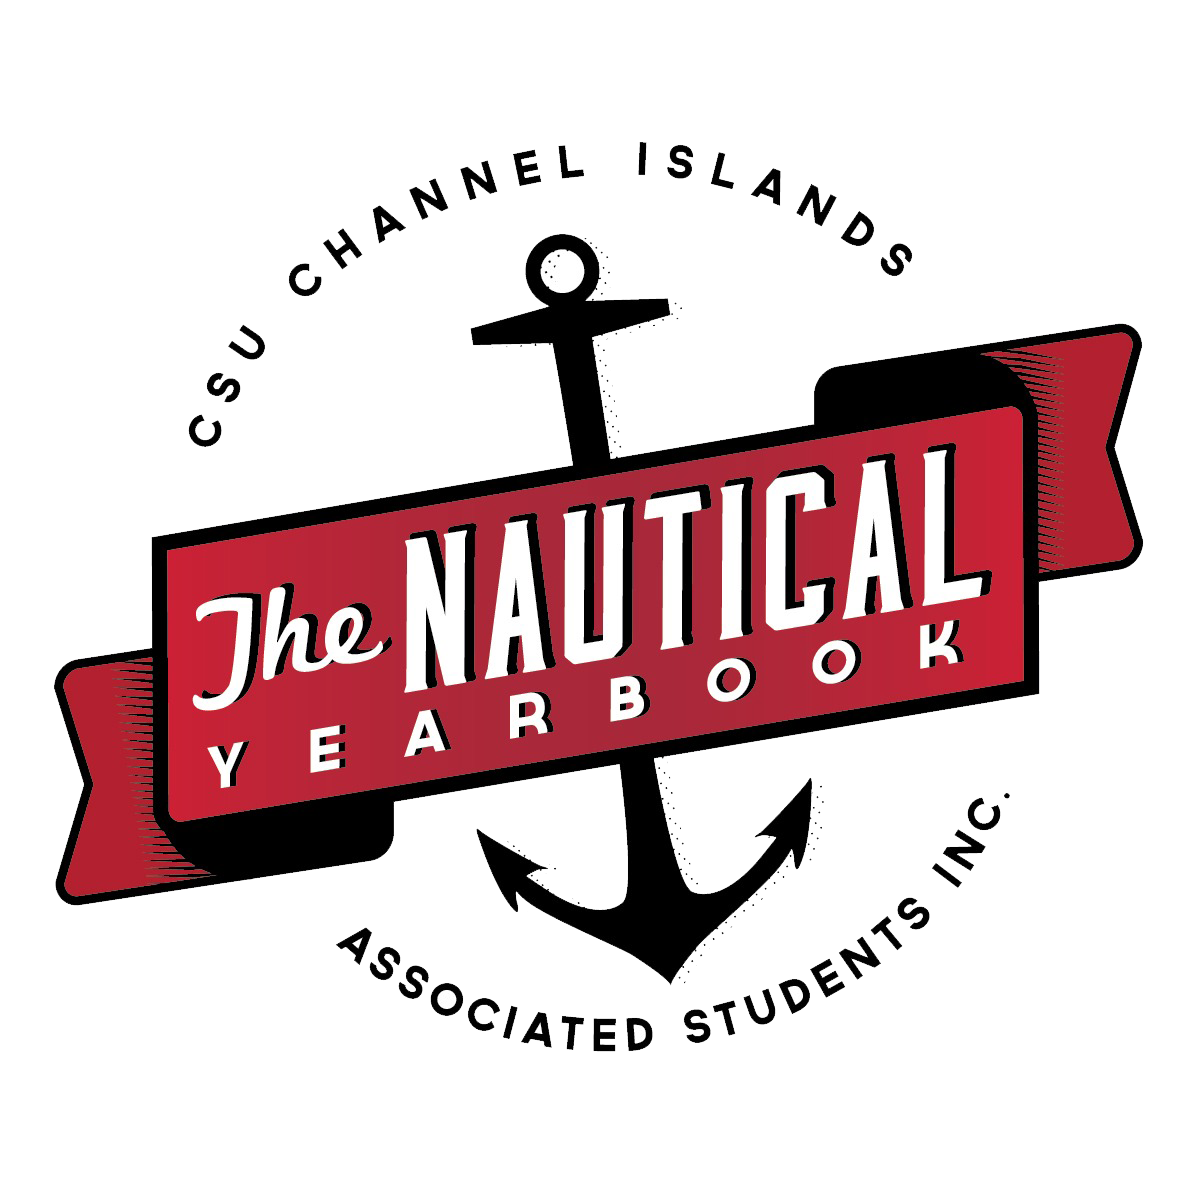 CSU CHANNEL ISLANDS
The NAUTICAL
YEARBOOK
ASSOCIATED STUDENTS INC.